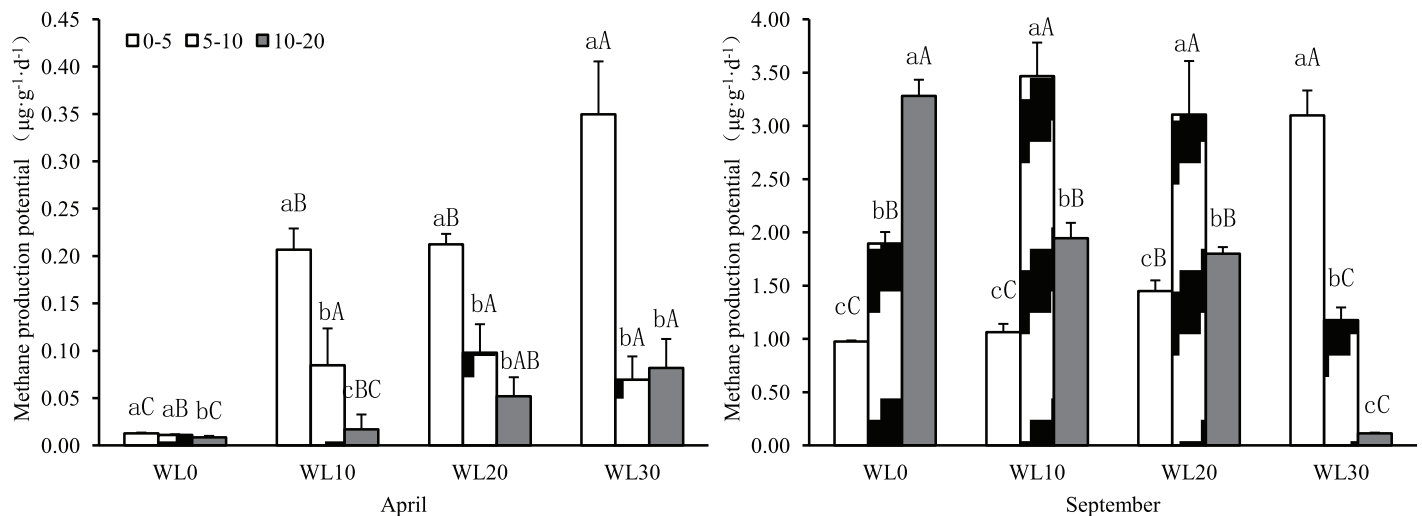 Methane production potential（μg·g⁻¹·d⁻¹）
0.45
0.40
0.35
0.30
0.25
0.20
0.15
0.10
0.05
0.00
0-5 5-10 10-20
aC aB bC
aB bA cBC
aB bA bAB
aA bA bA
WL0 WL10 WL20 WL30
April
Methane production potential（μg·g⁻¹·d⁻¹）
4.00
3.50
3.00
2.50
2.00
1.50
1.00
0.50
0.00
cC bB aA
cC aA bB
cB aA bB
aA bC cC
WL0 WL10 WL20 WL30
September